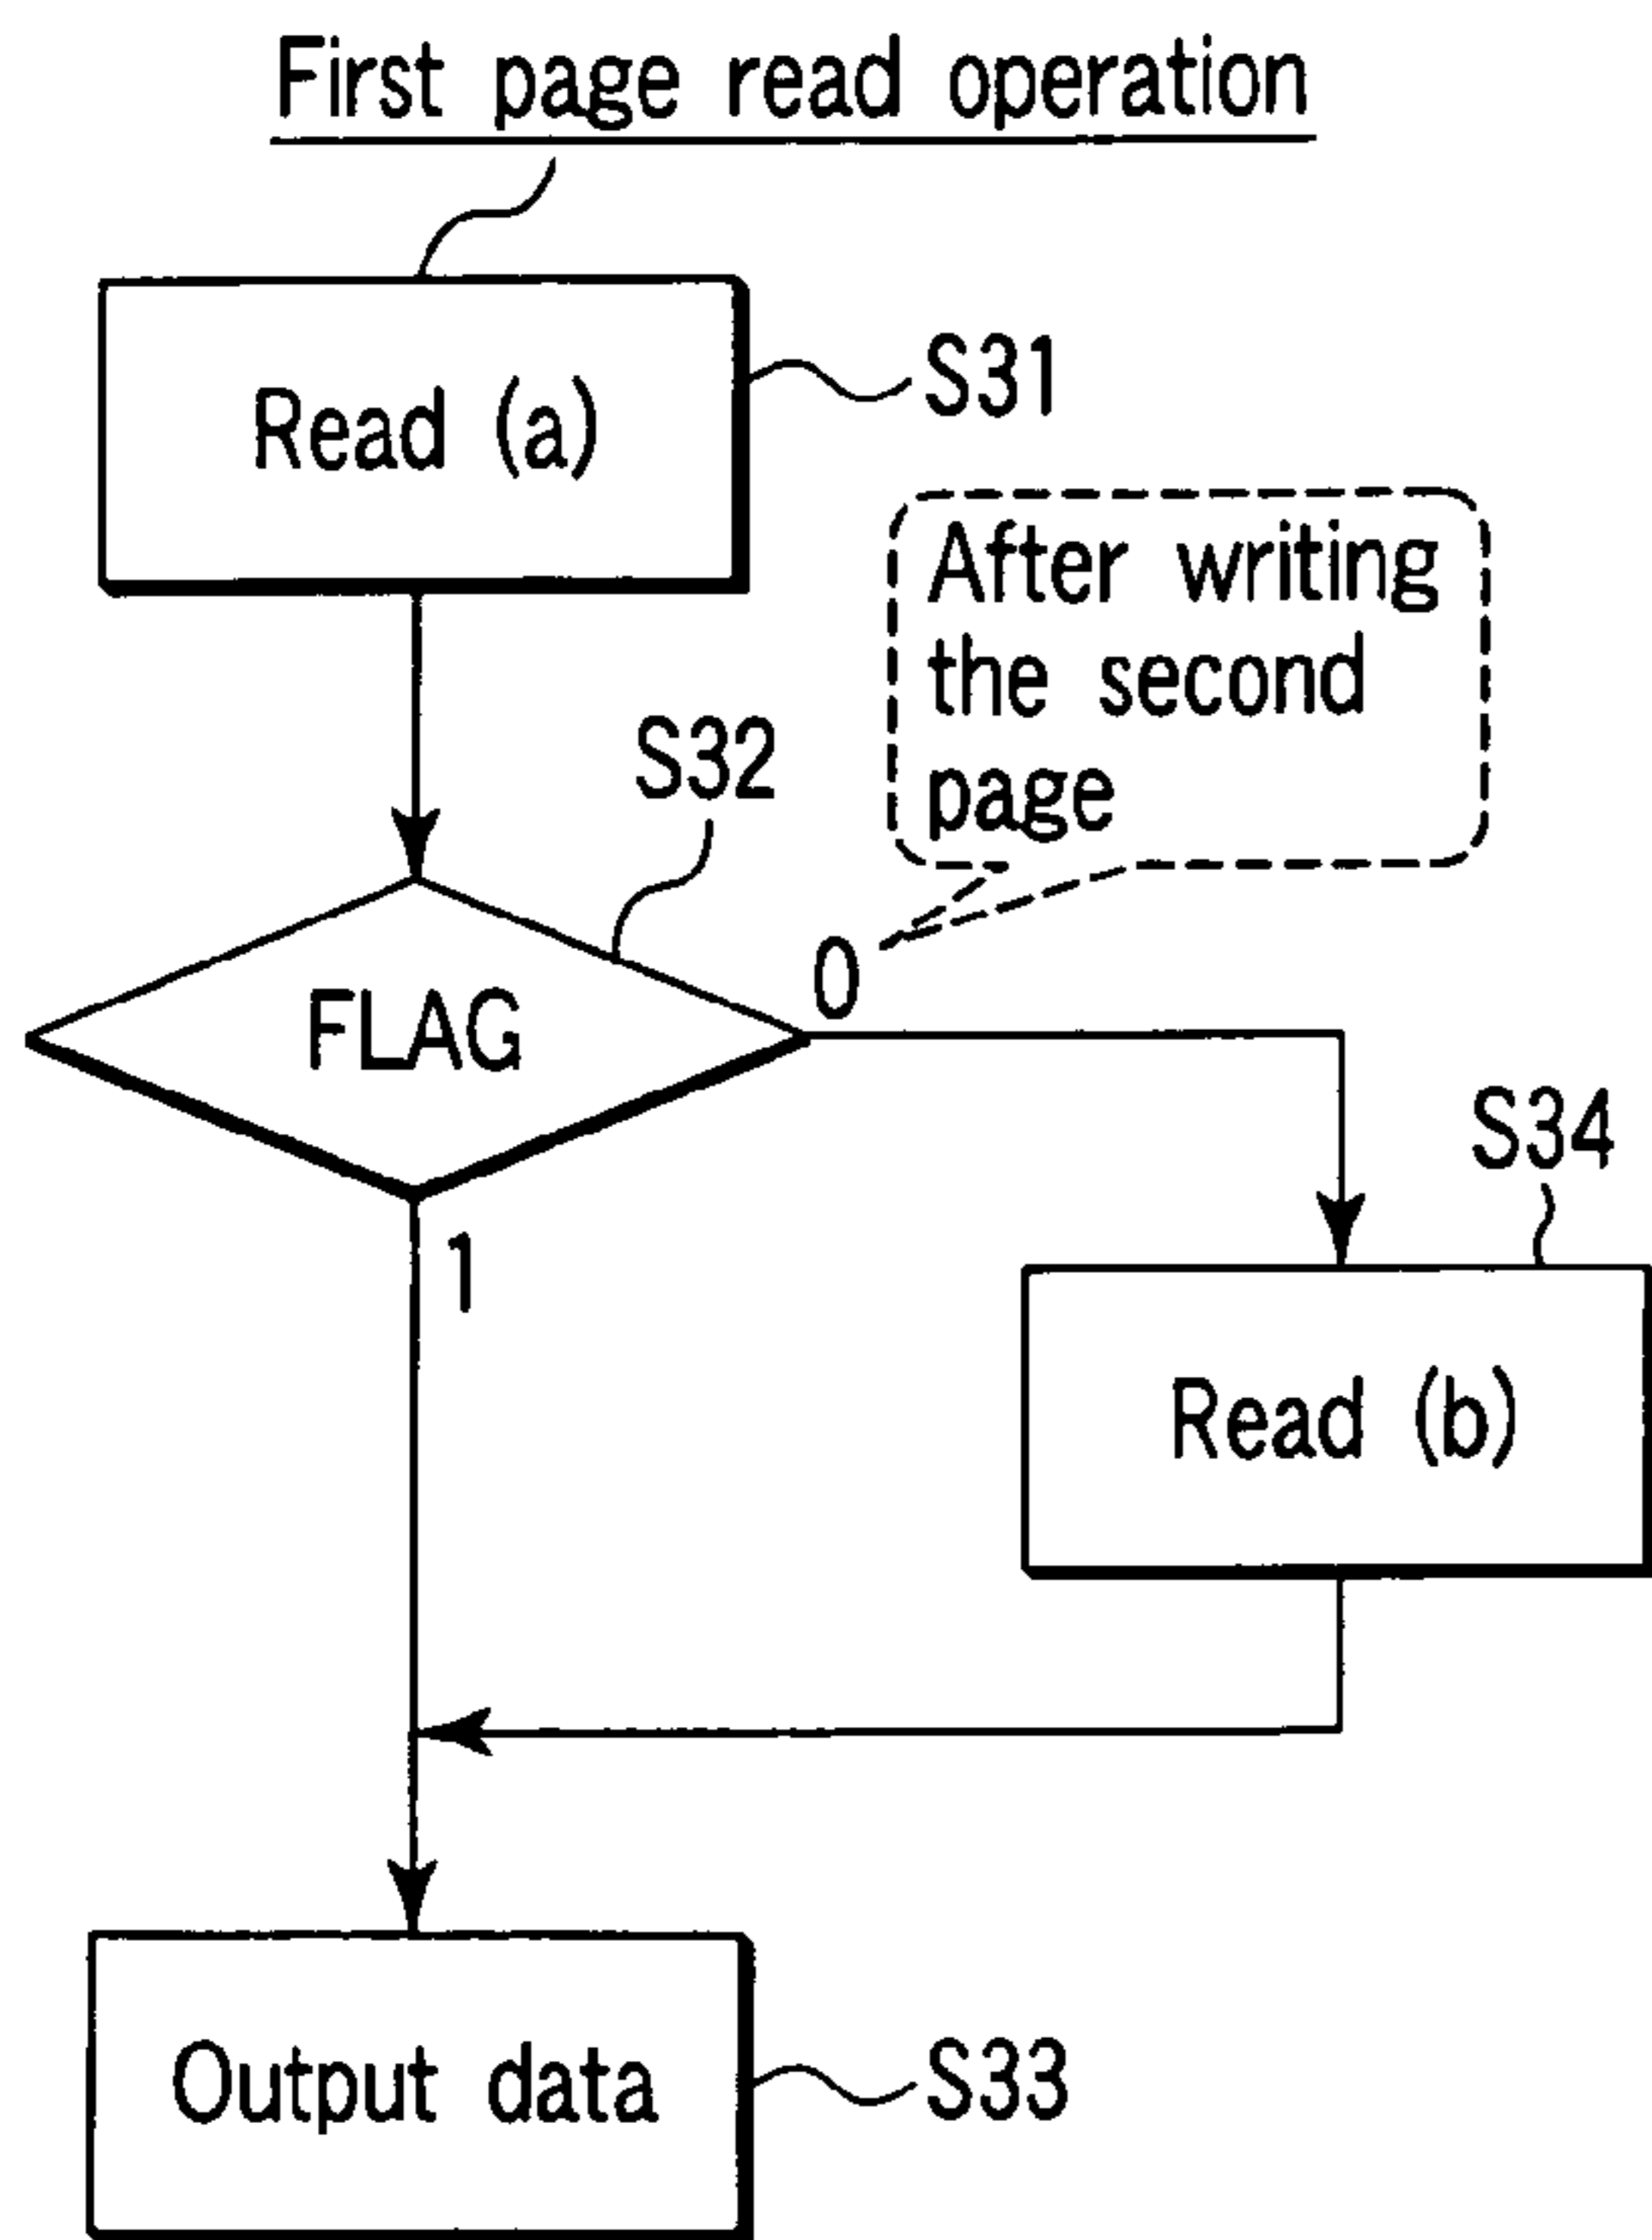 First page read operation
Read (a)
S31
After writing
the second
page
S32
0
FLAG
1
S34
Read (b)
Output data
S33